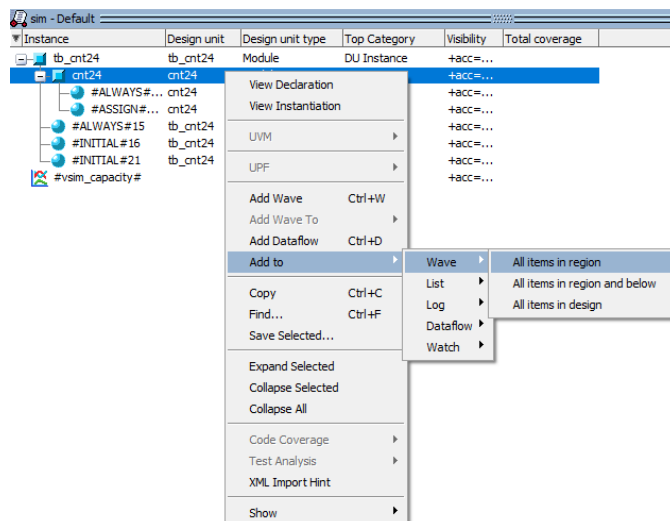 sim - Default
Instance Design unit Design unit type Top Category Visibility Total coverage
tb_cnt24 tb_cnt24 Module DU Instance +acc=...
cnt24 cnt24 +acc=...
#ALWAYS#... cnt24 +acc=...
#ASSIGN#... cnt24 +acc=...
#ALWAYS#15 tb_cnt24 +acc=...
#INITIAL#16 tb_cnt24 +acc=...
#INITIAL#21 tb_cnt24 +acc=...
#vsim_capacity# +acc=...
View Declaration
View Instantiation
UVM
UPF
Add Wave Ctrl+W
Add Wave To
Add Dataflow Ctrl+D
Add to
Copy Ctrl+C
Find... Ctrl+F
Save Selected...
Expand Selected
Collapse Selected
Collapse All
Code Coverage
Test Analysis
XML Import Hint
Show
Wave
List
Log
Dataflow
Watch
All items in region
All items in region and below
All items in design